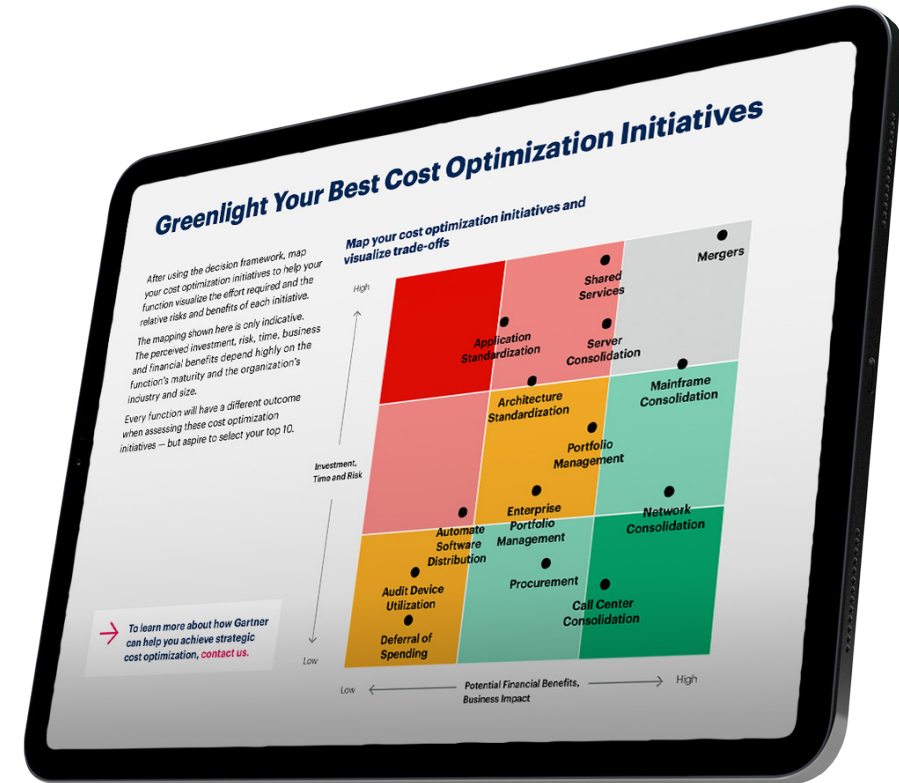 Greenlight Your Best Cost Optimization Initiatives
After using the decision framework, map
your cost optimization initiatives to help your
function visualize the effort required and the
relative risks and benefits of each initiative.
The mapping shown here is only indicative.
The perceived investment, risk, time, business
and financial benefits depend highly on the
function's maturity and the organization's
industry and size.
Every function will have a different outcome
when assessing these cost optimization
initiatives — but aspire to select your top 10.
To learn more about how Gartner
can help you achieve strategic
cost optimization, contact us.
Map your cost optimization initiatives and
visualize trade-offs
High
Investment,
Time and Risk
Low
Mergers
Shared
Services
Application
Standardization
Server
Consolidation
Mainframe
Consolidation
Architecture
Standardization
Portfolio
Management
Enterprise
Portfolio
Management
Network
Consolidation
Automate
Software
Distribution
Procurement
Audit Device
Utilization
Call Center
Consolidation
Deferral of
Spending
Low
Potential Financial Benefits,
Business Impact
High